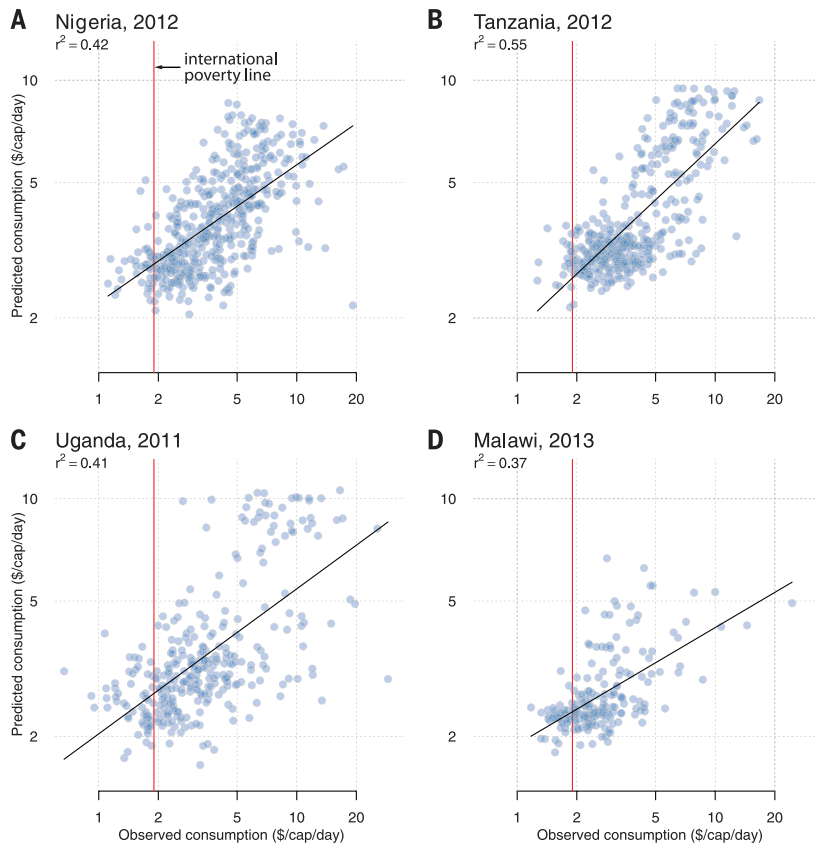 A Nigeria, 2012
r² = 0.42
international
poverty line
10
5
2
Predicted consumption ($/cap/day)
1 2 5 10 20
B Tanzania, 2012
r² = 0.55
10
5
2
1 2 5 10 20
C Uganda, 2011
r² = 0.41
10
5
2
Predicted consumption ($/cap/day)
1 2 5 10 20
Observed consumption ($/cap/day)
D Malawi, 2013
r² = 0.37
10
5
2
1 2 5 10 20
Observed consumption ($/cap/day)